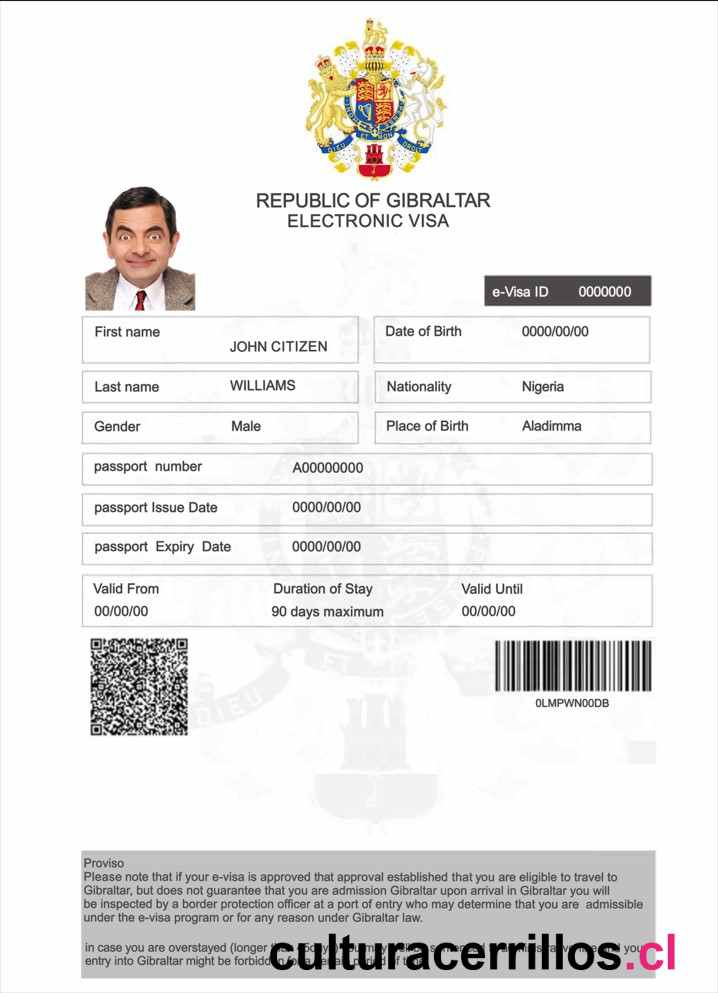 DIEU ET MON DROIT
REPUBLIC OF GIBRALTAR
ELECTRONIC VISA
e-Visa ID 0000000
First name JOHN CITIZEN
Date of Birth 0000/00/00
Last name WILLIAMS
Nationality Nigeria
Gender Male
Place of Birth Aladimma
passport number A00000000
passport Issue Date 0000/00/00
passport Expiry Date 0000/00/00
Valid From Duration of Stay Valid Until
00/00/00 90 days maximum 00/00/00
0LMPWN00DB
DIEU ET
Proviso
Please note that if your e-visa is approved that approval established that you are eligible to travel to
Gibraltar, but does not guarantee that you are admission Gibraltar upon arrival in Gibraltar you will
be inspected by a border protection officer at a port of entry who may determine that you are admissible
under the e-visa program or for any reason under Gibraltar law.
in case you are overstayed (longer you
entry into Gibraltar might be forbidden
culturacerrillos.cl